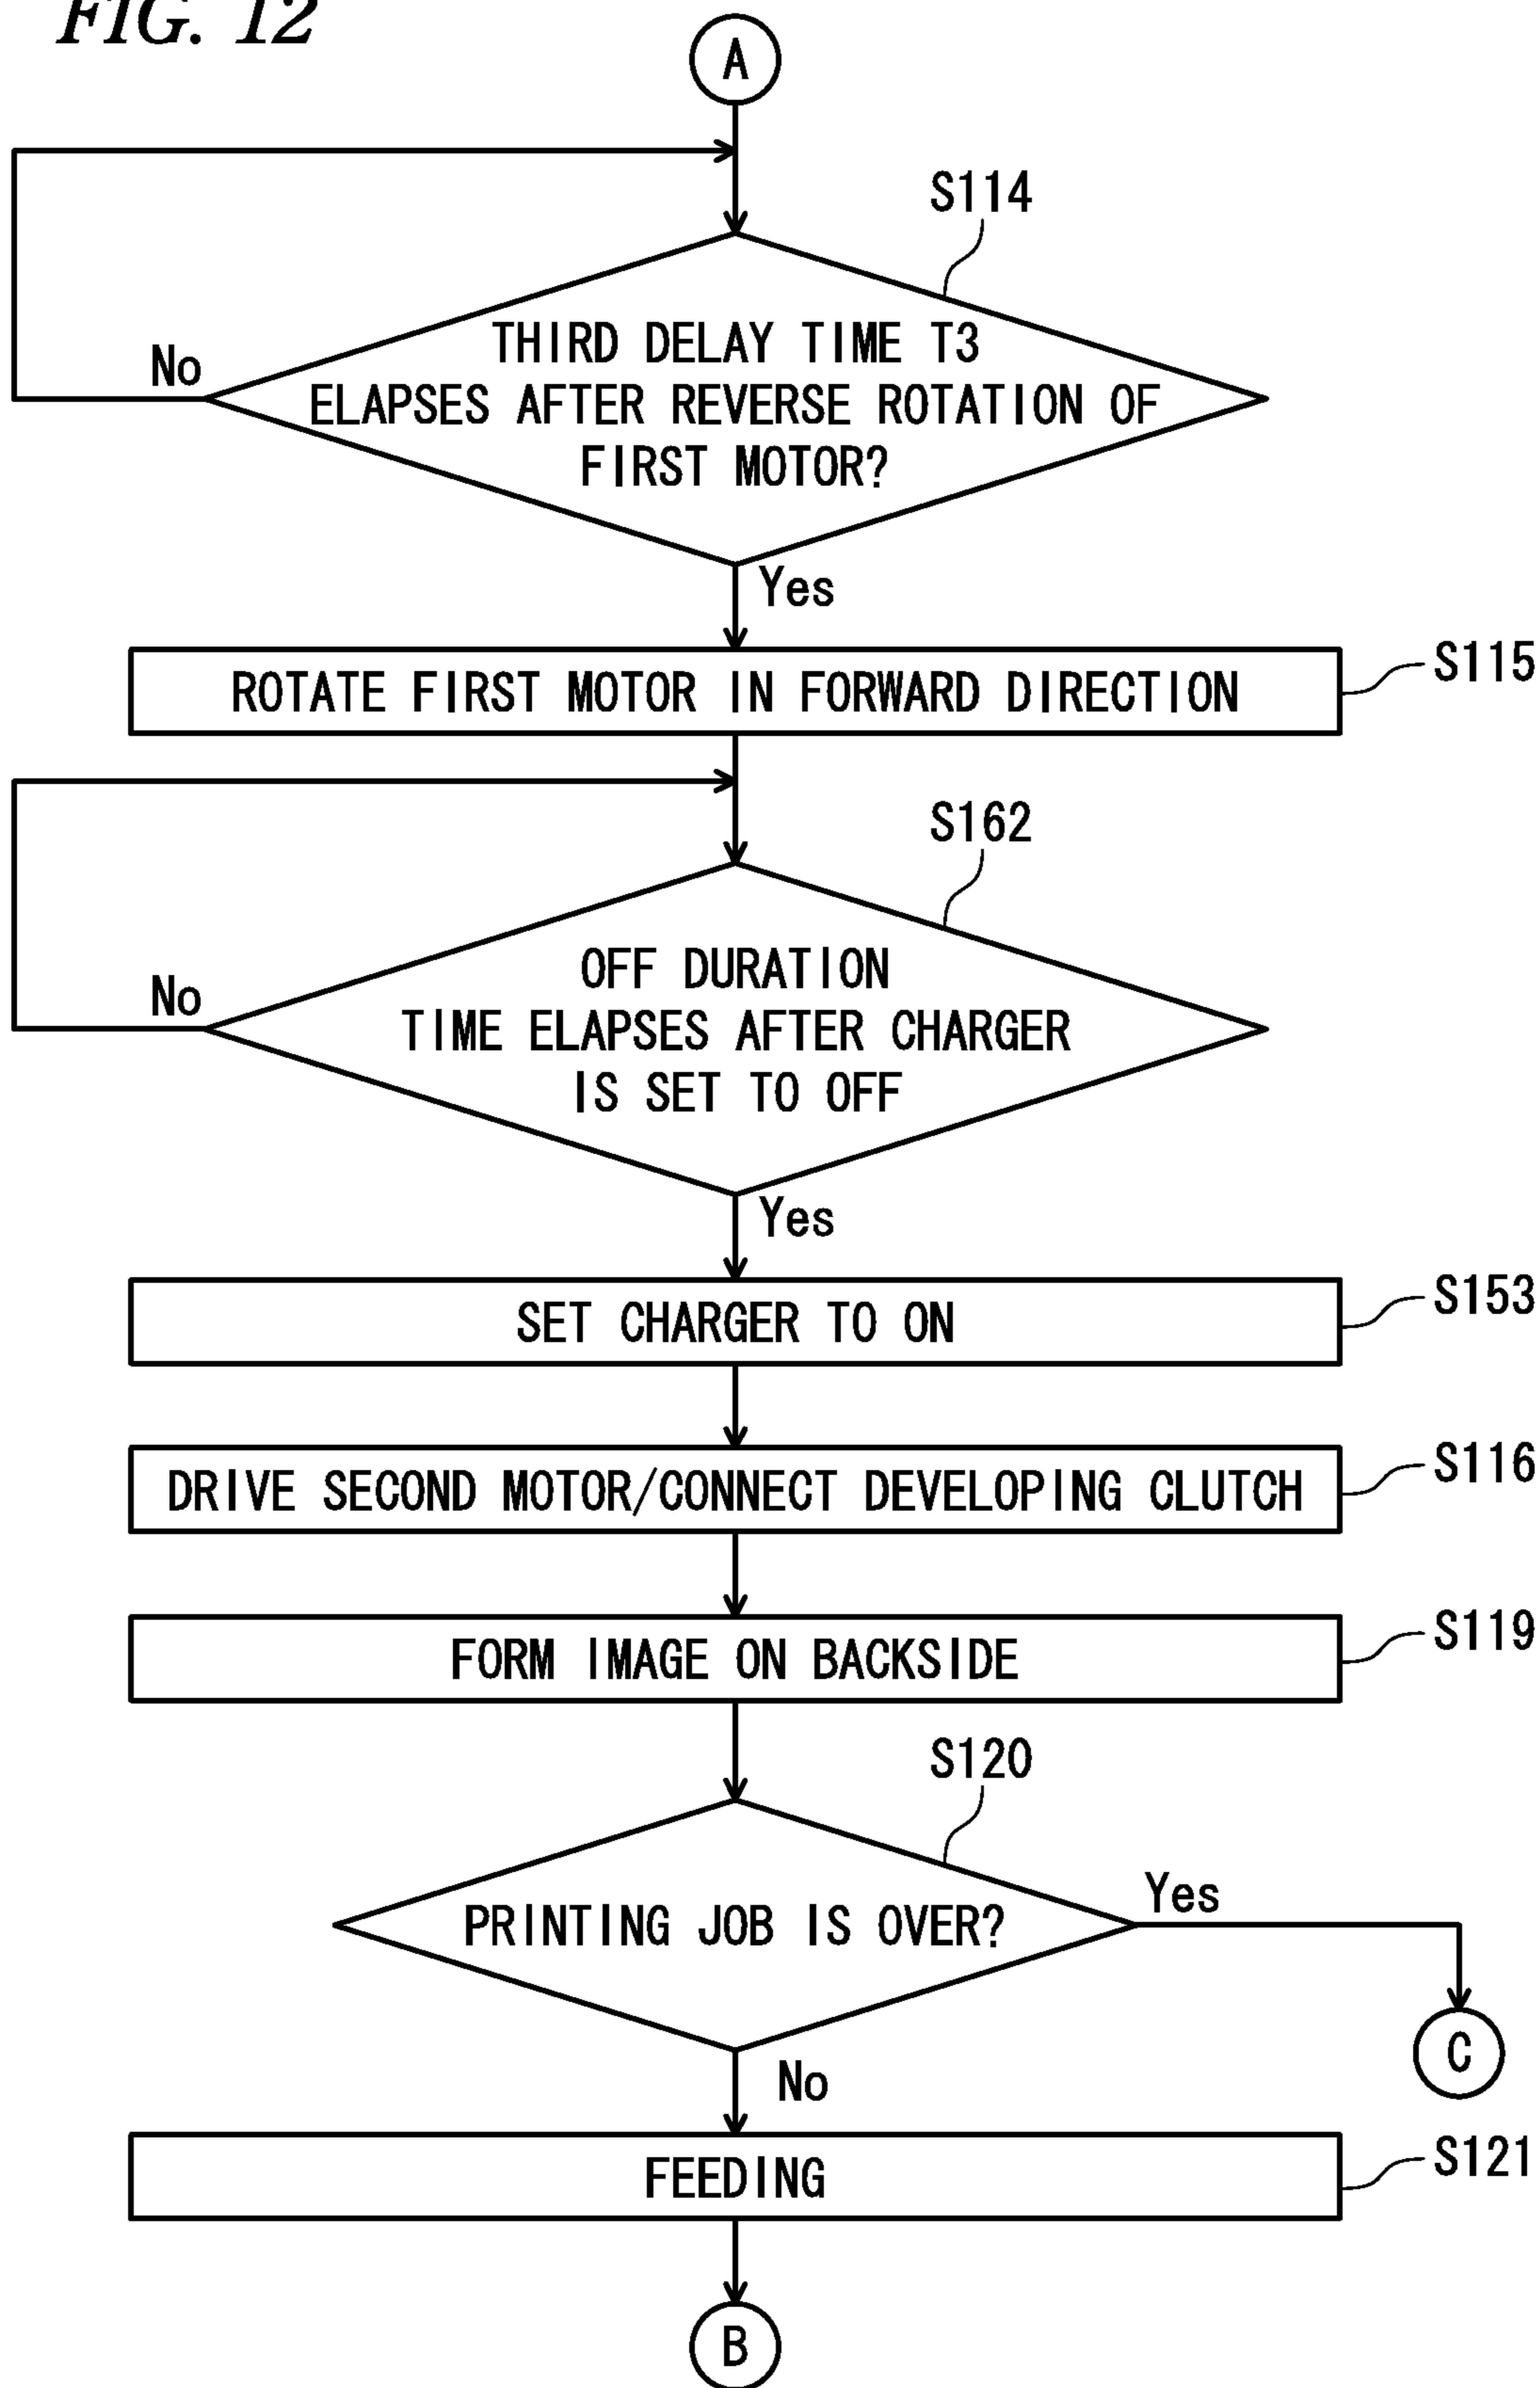 FIG. 12
A
S114
THIRD DELAY TIME T3
ELAPSES AFTER REVERSE ROTATION OF
FIRST MOTOR?
No
Yes
ROTATE FIRST MOTOR IN FORWARD DIRECTION
S115
S162
OFF DURATION
TIME ELAPSES AFTER CHARGER
IS SET TO OFF
No
Yes
SET CHARGER TO ON
S153
DRIVE SECOND MOTOR/CONNECT DEVELOPING CLUTCH
S116
FORM IMAGE ON BACKSIDE
S119
S120
PRINTING JOB IS OVER?
Yes
C
No
FEEDING
S121
B